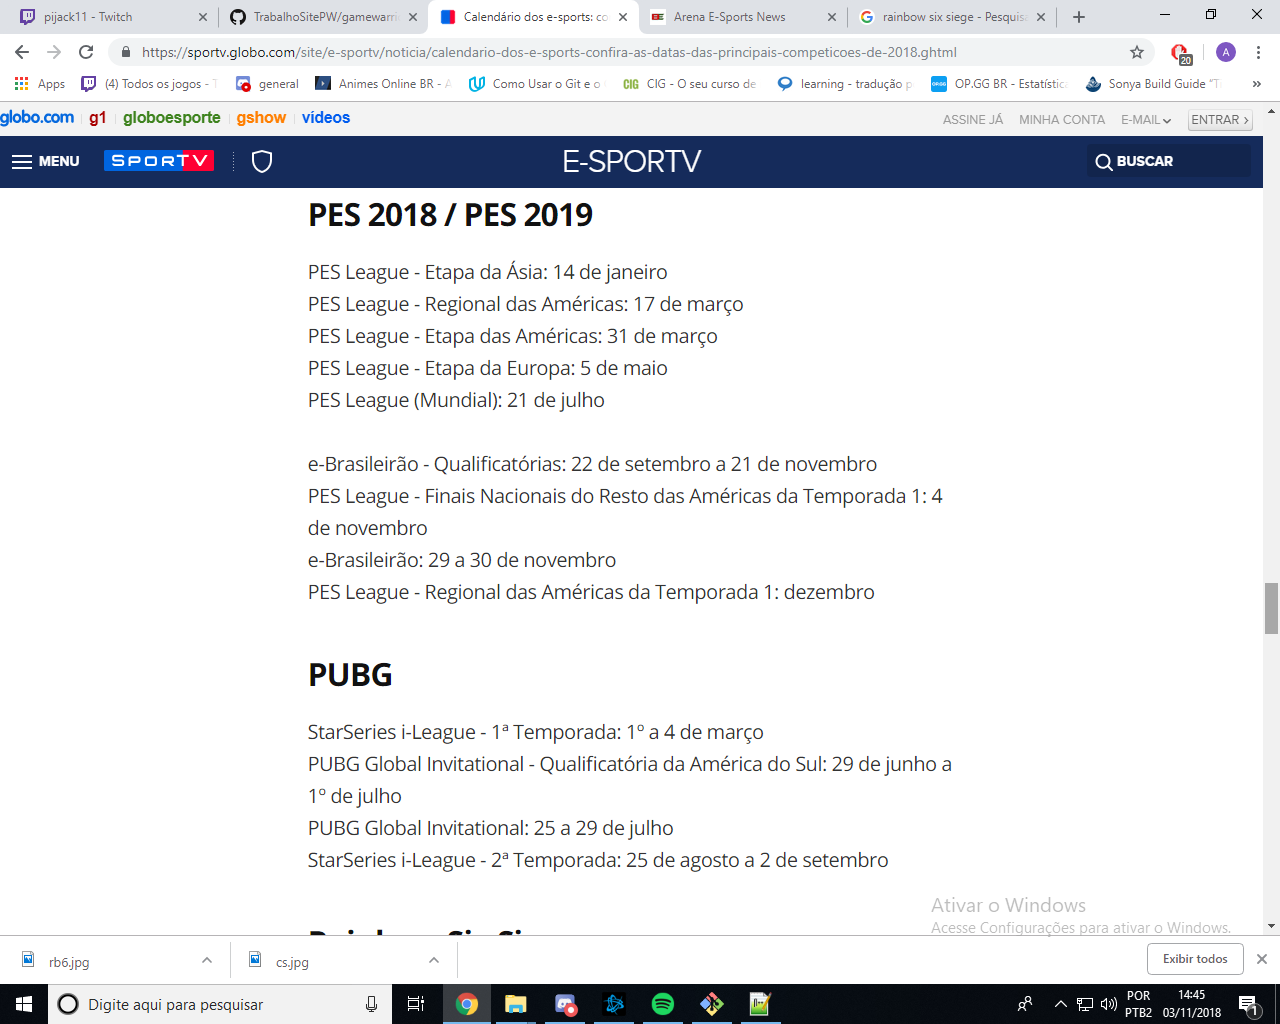 pijack11 - Twitch
TrabalhoSitePW/gamewarri
Calendário dos e-sports: co
Arena E-Sports News
rainbow six siege - Pesquisa
https://sportv.globo.com/site/e-sportv/noticia/calendario-dos-e-sports-confira-as-datas-das-principais-competicoes-de-2018.ghtml
20
A
Apps
(4) Todos os jogos - T
general
Animes Online BR - A
Como Usar o Git e o
CIG - O seu curso de
learning - tradução p
OP.GG BR - Estatístic
Sonya Build Guide "T
globo.com g1 globoesporte gshow vídeos
ASSINE JÁ MINHA CONTA E-MAIL ENTRAR
MENU SPORTV E-SPORTV BUSCAR
PES 2018 / PES 2019
PES League - Etapa da Ásia: 14 de janeiro
PES League - Regional das Américas: 17 de março
PES League - Etapa das Américas: 31 de março
PES League - Etapa da Europa: 5 de maio
PES League (Mundial): 21 de julho
e-Brasileirão - Qualificatórias: 22 de setembro a 21 de novembro
PES League - Finais Nacionais do Resto das Américas da Temporada 1: 4
de novembro
e-Brasileirão: 29 a 30 de novembro
PES League - Regional das Américas da Temporada 1: dezembro
PUBG
StarSeries i-League - 1ª Temporada: 1º a 4 de março
PUBG Global Invitational - Qualificatória da América do Sul: 29 de junho a
1º de julho
PUBG Global Invitational: 25 a 29 de julho
StarSeries i-League - 2ª Temporada: 25 de agosto a 2 de setembro
Ativar o Windows
Acesse Configurações para ativar o Windows.
rb6.jpg
cs.jpg
Exibir todos
Digite aqui para pesquisar
POR
PTB2
14:45
03/11/2018
1